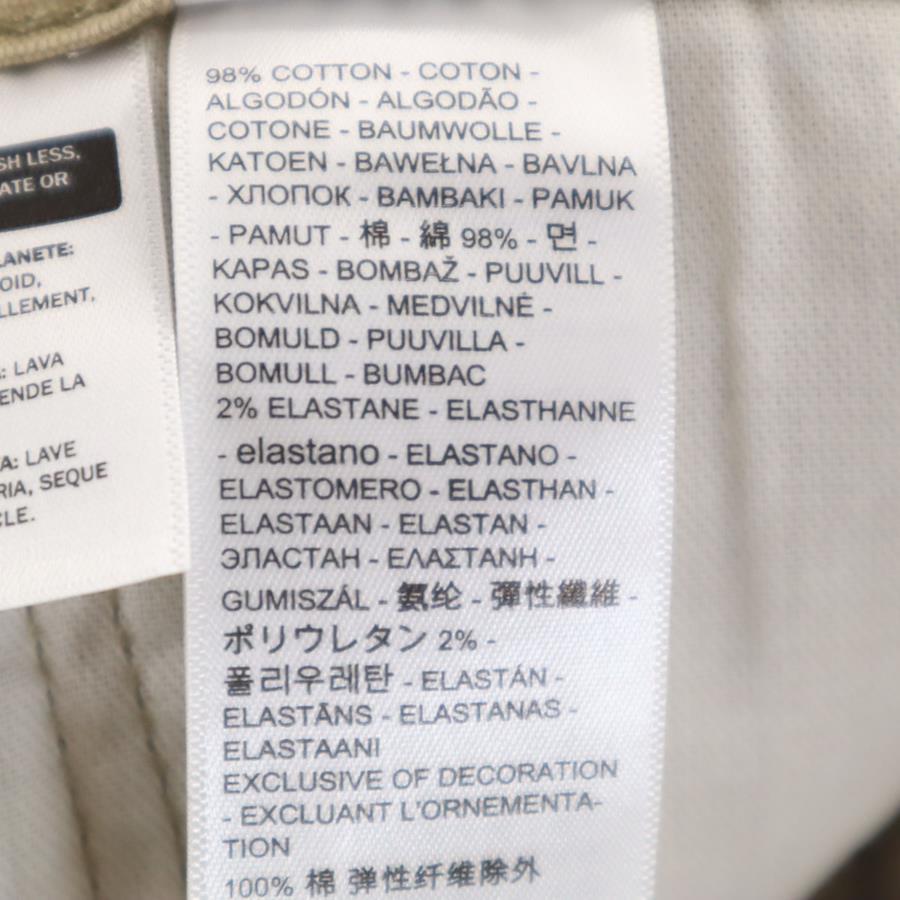 SH LESS,
ATE OR
LANETE:
OID,
LLEMENT,
: LAVA
ENDE LA
A: LAVE
RIA, SEQUE
CLE.
98% COTTON - COTON -
ALGODÓN - ALGODÃO -
COTONE - BAUMWOLLE -
KATOEN - BAWEŁNA - BAVLNA
- ХЛОПОК - BAMBAKI - PAMUK
- PAMUT - 棉 - 綿 98% - 면 -
KAPAS - BOMBAŽ - PUUVILL -
KOKVILNA - MEDVILNĖ -
BOMULD - PUUVILLA -
BOMULL - BUMBAC
2% ELASTANE - ELASTHANNE
- elastano - ELASTANO -
ELASTOMERO - ELASTHAN -
ELASTAAN - ELASTAN -
ЭЛАСТАН - ΕΛΑΣΤΑΝΗ -
GUMISZÁL - 氨纶 - 彈性纖維 -
ポリウレタン 2% -
폴리우레탄 - ELASTÁN -
ELASTĀNS - ELASTANAS -
ELASTAANI
EXCLUSIVE OF DECORATION
- EXCLUANT L'ORNEMENTA-
TION
100% 棉 弹性纤维除外